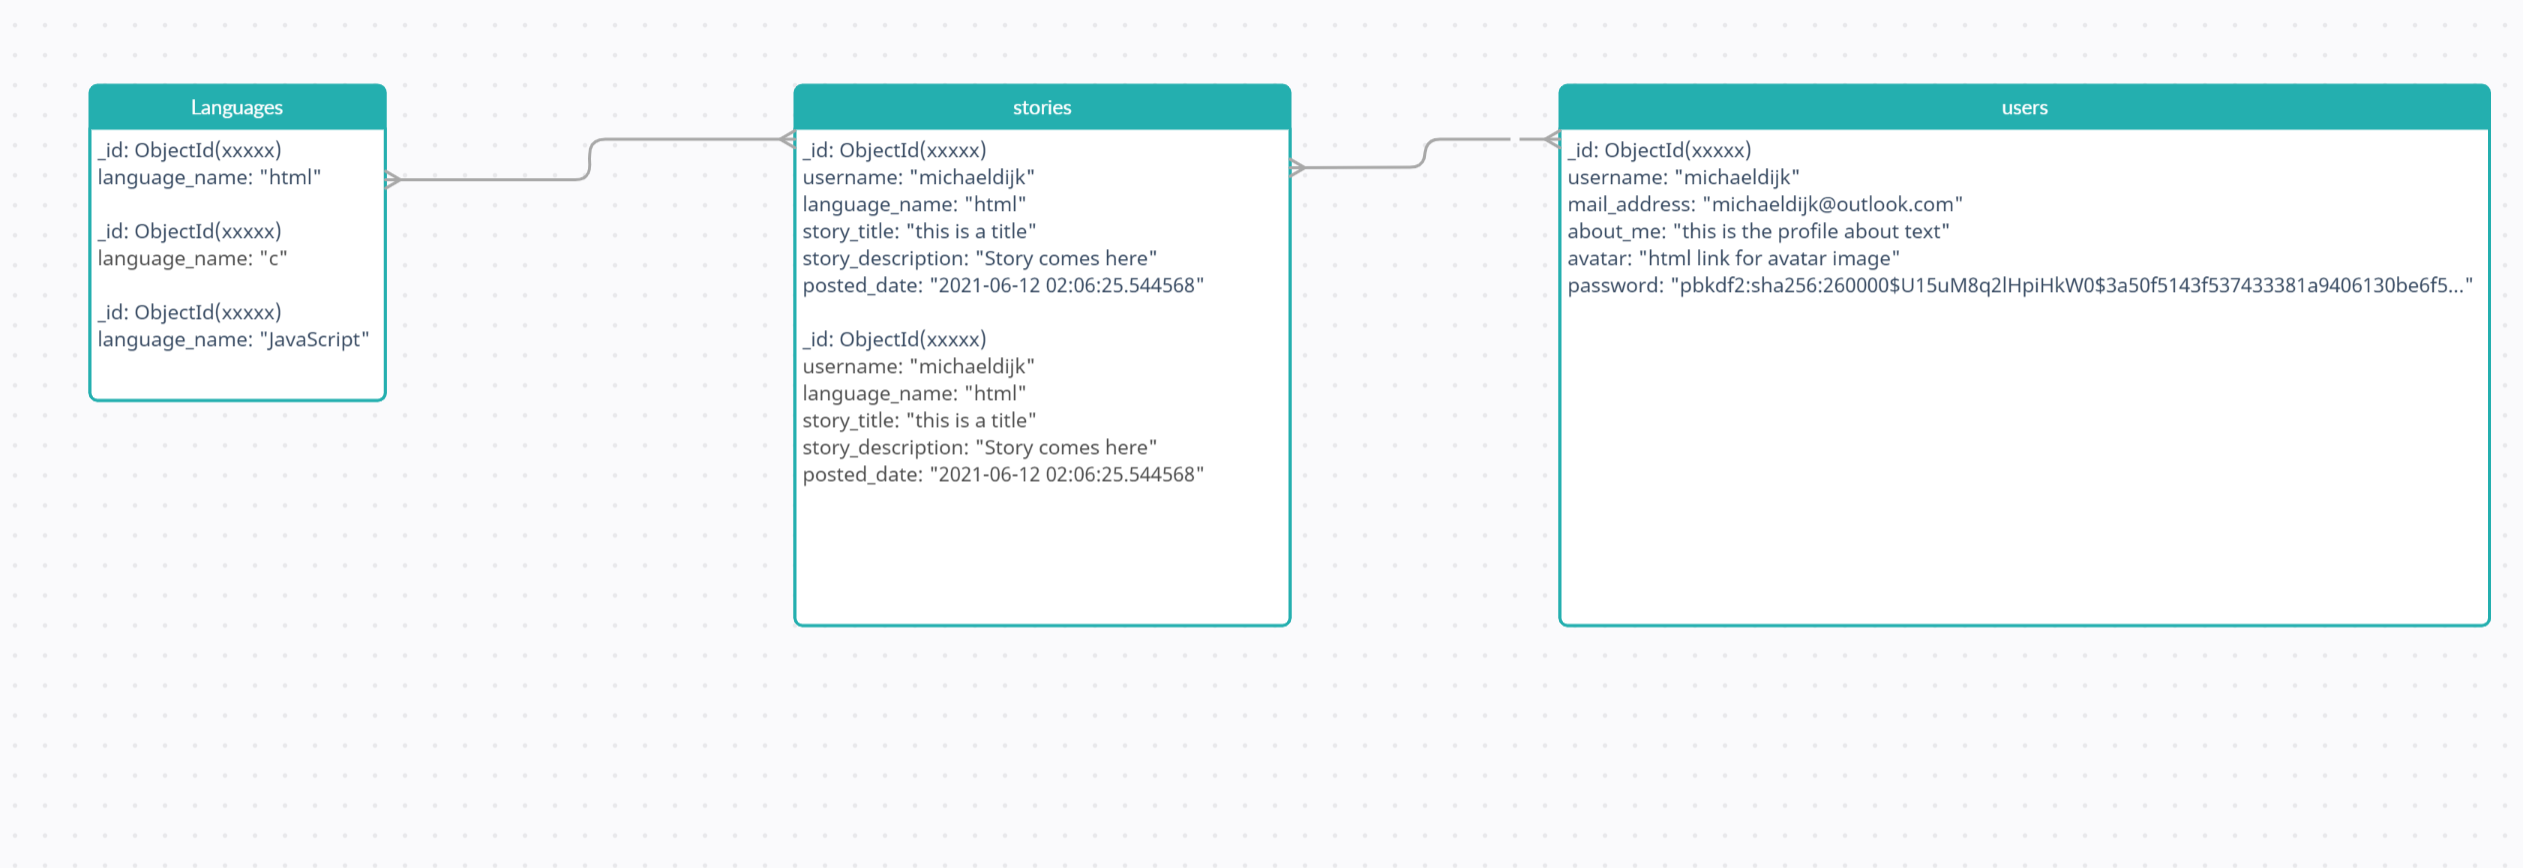 Languages
_id: ObjectId(xxxxx)
language_name: "html"
_id: ObjectId(xxxxx)
language_name: "c"
_id: ObjectId(xxxxx)
language_name: "JavaScript"
stories
_id: ObjectId(xxxxx)
username: "michaeldijk"
language_name: "html"
story_title: "this is a title"
story_description: "Story comes here"
posted_date: "2021-06-12 02:06:25.544568"
_id: ObjectId(xxxxx)
username: "michaeldijk"
language_name: "html"
story_title: "this is a title"
story_description: "Story comes here"
posted_date: "2021-06-12 02:06:25.544568"
users
_id: ObjectId(xxxxx)
username: "michaeldijk"
mail_address: "michaeldijk@outlook.com"
about_me: "this is the profile about text"
avatar: "html link for avatar image"
password: "pbkdf2:sha256:260000$U15uM8q2lHpiHkW0$3a50f5143f537433381a9406130be6f5..."